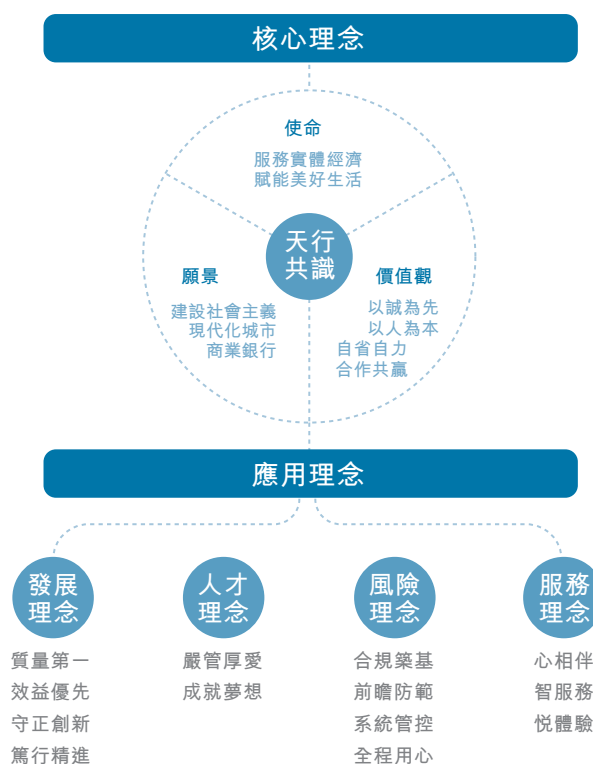 核心理念
使命
服務實體經濟
賦能美好生活
天行
共識
願景
建設社會主義
現代化城市
商業銀行
價值觀
以誠為先
以人為本
自省自力
合作共贏
應用理念
發展
理念
質量第一
效益優先
守正創新
篤行精進
人才
理念
嚴管厚愛
成就夢想
風險
理念
合規築基
前瞻防範
系統管控
全程用心
服務
理念
心相伴
智服務
悦體驗